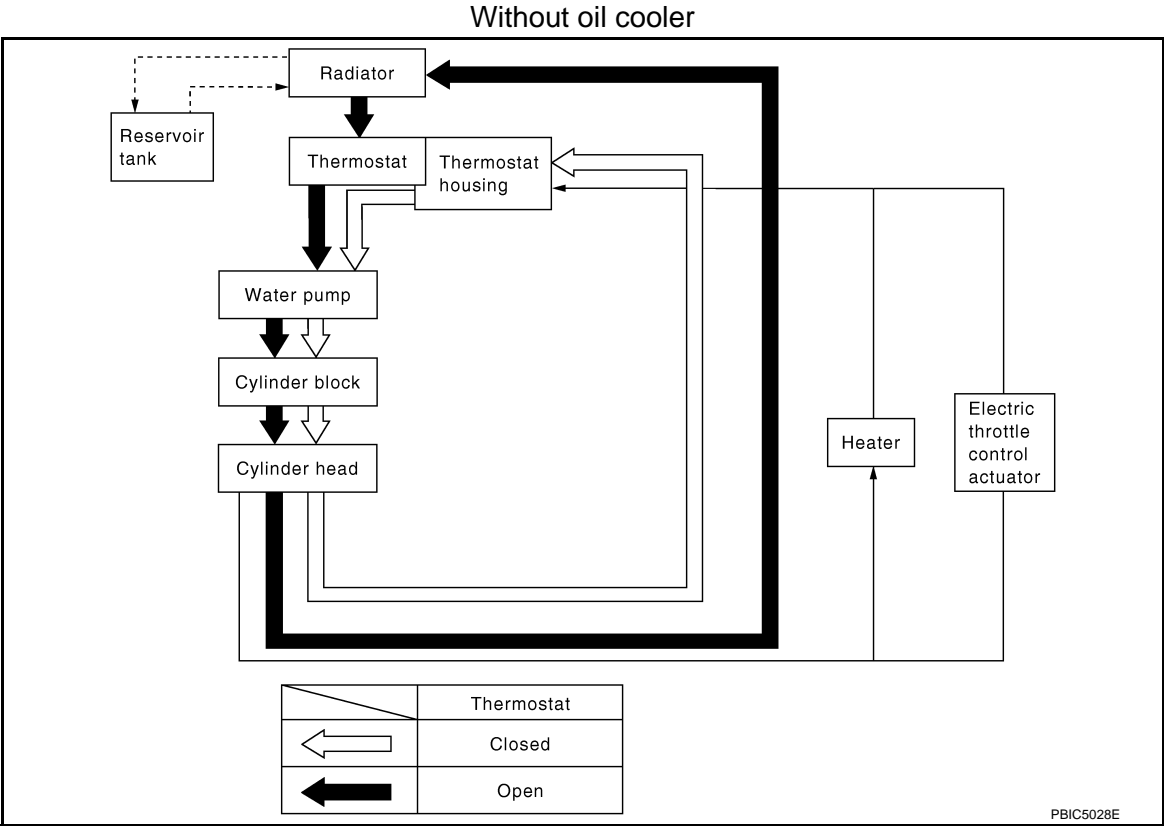 Without oil cooler
Radiator
Reservoir
tank
Thermostat
Thermostat
housing
Water pump
Cylinder block
Cylinder head
Heater
Electric
throttle
control
actuator
Thermostat
Closed
Open
PBIC5028E